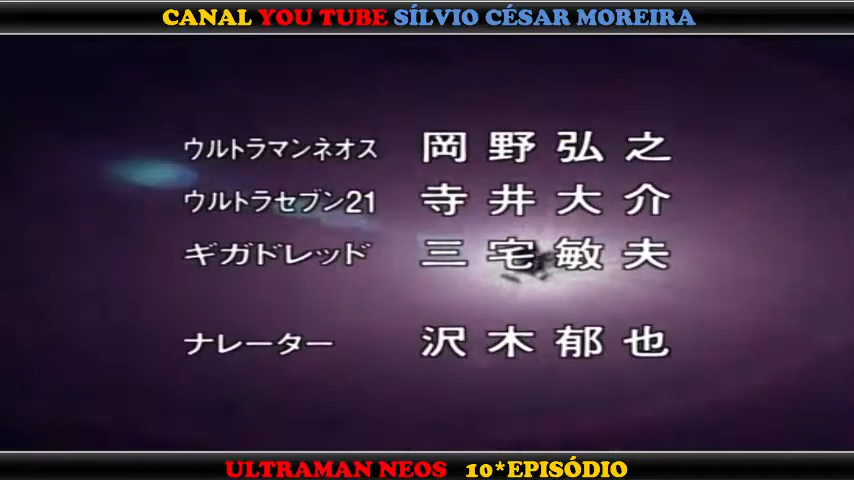 CANAL YOU TUBE SÍLVIO CÉSAR MOREIRA
ウルトラマンネオス 岡野弘之
ウルトラセブン21 寺井大介
ギガドレッド 三宅敏夫
ナレーター 沢木郁也
ULTRAMAN NEOS 10*EPISÓDIO